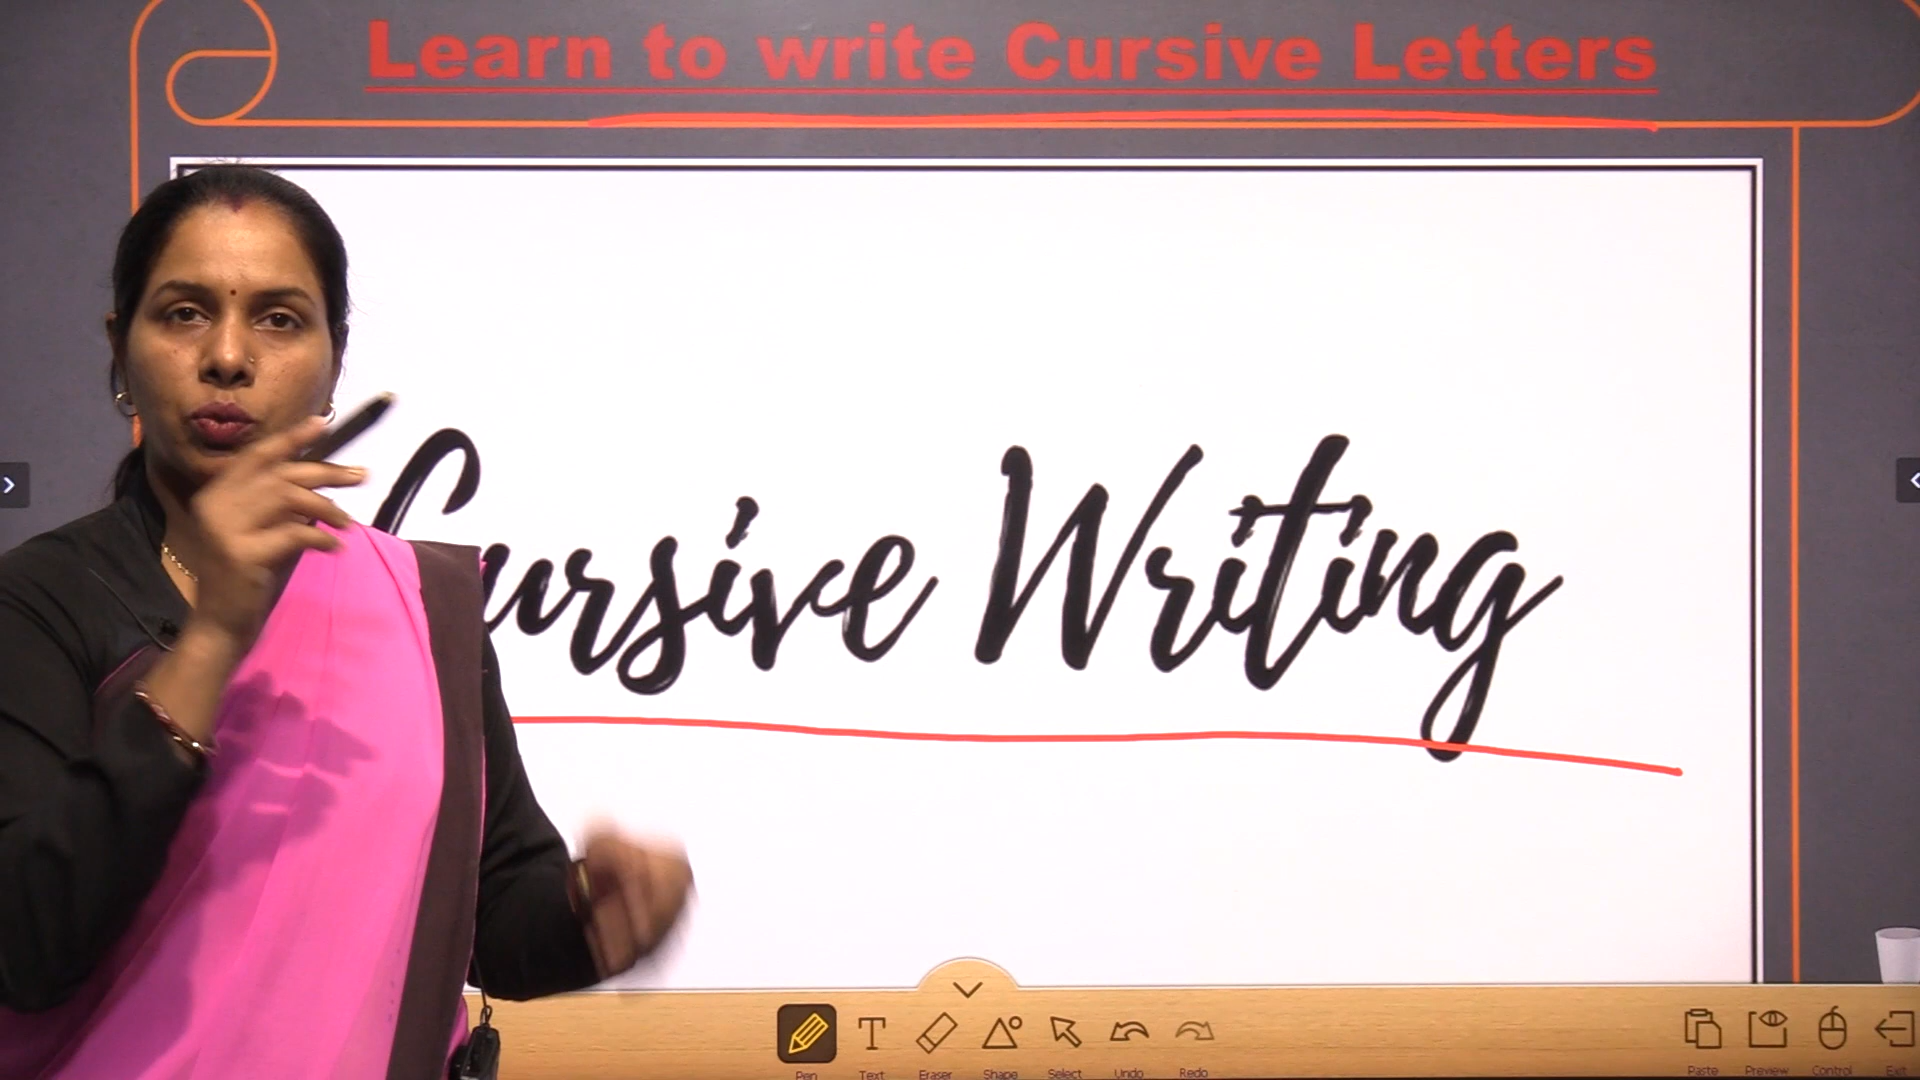 Learn to write Cursive Letters
Cursive Writing
Pen Text Eraser Shape Select Undo Redo Paste Preview Control Exit